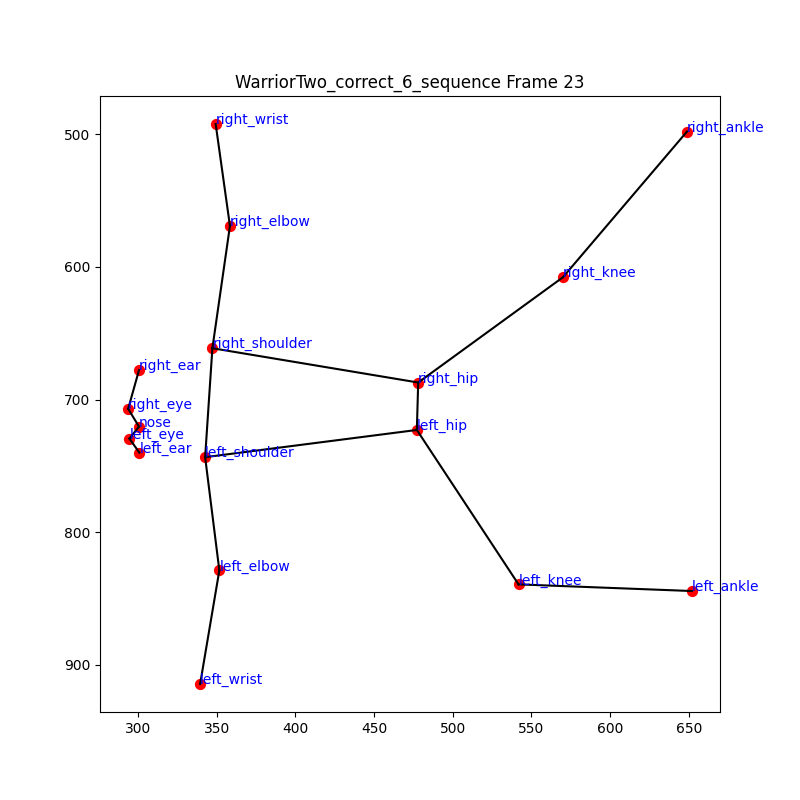 WarriorTwo_correct_6_sequence Frame 23
right_wrist
right_ankle
500
right_elbow
600
right_knee
right_shoulder
right_ear
right_hip
700
right_eye
nose
left_hip
left_eye
left_ear
left_shoulder
800
left_elbow
left_knee
left_ankle
900
left_wrist
300 350 400 450 500 550 600 650